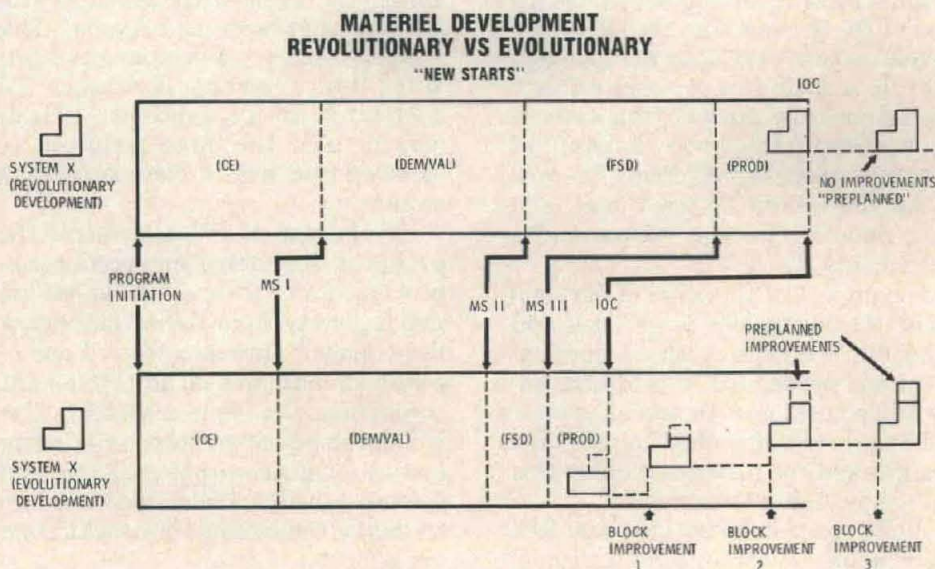 MATERIEL DEVELOPMENT
REVOLUTIONARY VS EVOLUTIONARY
"NEW STARTS"
IOC
SYSTEM X
(REVOLUTIONARY
DEVELOPMENT)
(CE)
(DEM/VAL)
(FSD)
(PROD)
NO IMPROVEMENTS
"PREPLANNED"
PROGRAM
INITIATION
MS I
MS II
MS III
IOC
PREPLANNED
IMPROVEMENTS
SYSTEM X
(EVOLUTIONARY
DEVELOPMENT)
(CE)
(DEM/VAL)
(FSD)
(PROD)
BLOCK
IMPROVEMENT
1
BLOCK
IMPROVEMENT
2
BLOCK
IMPROVEMENT
3